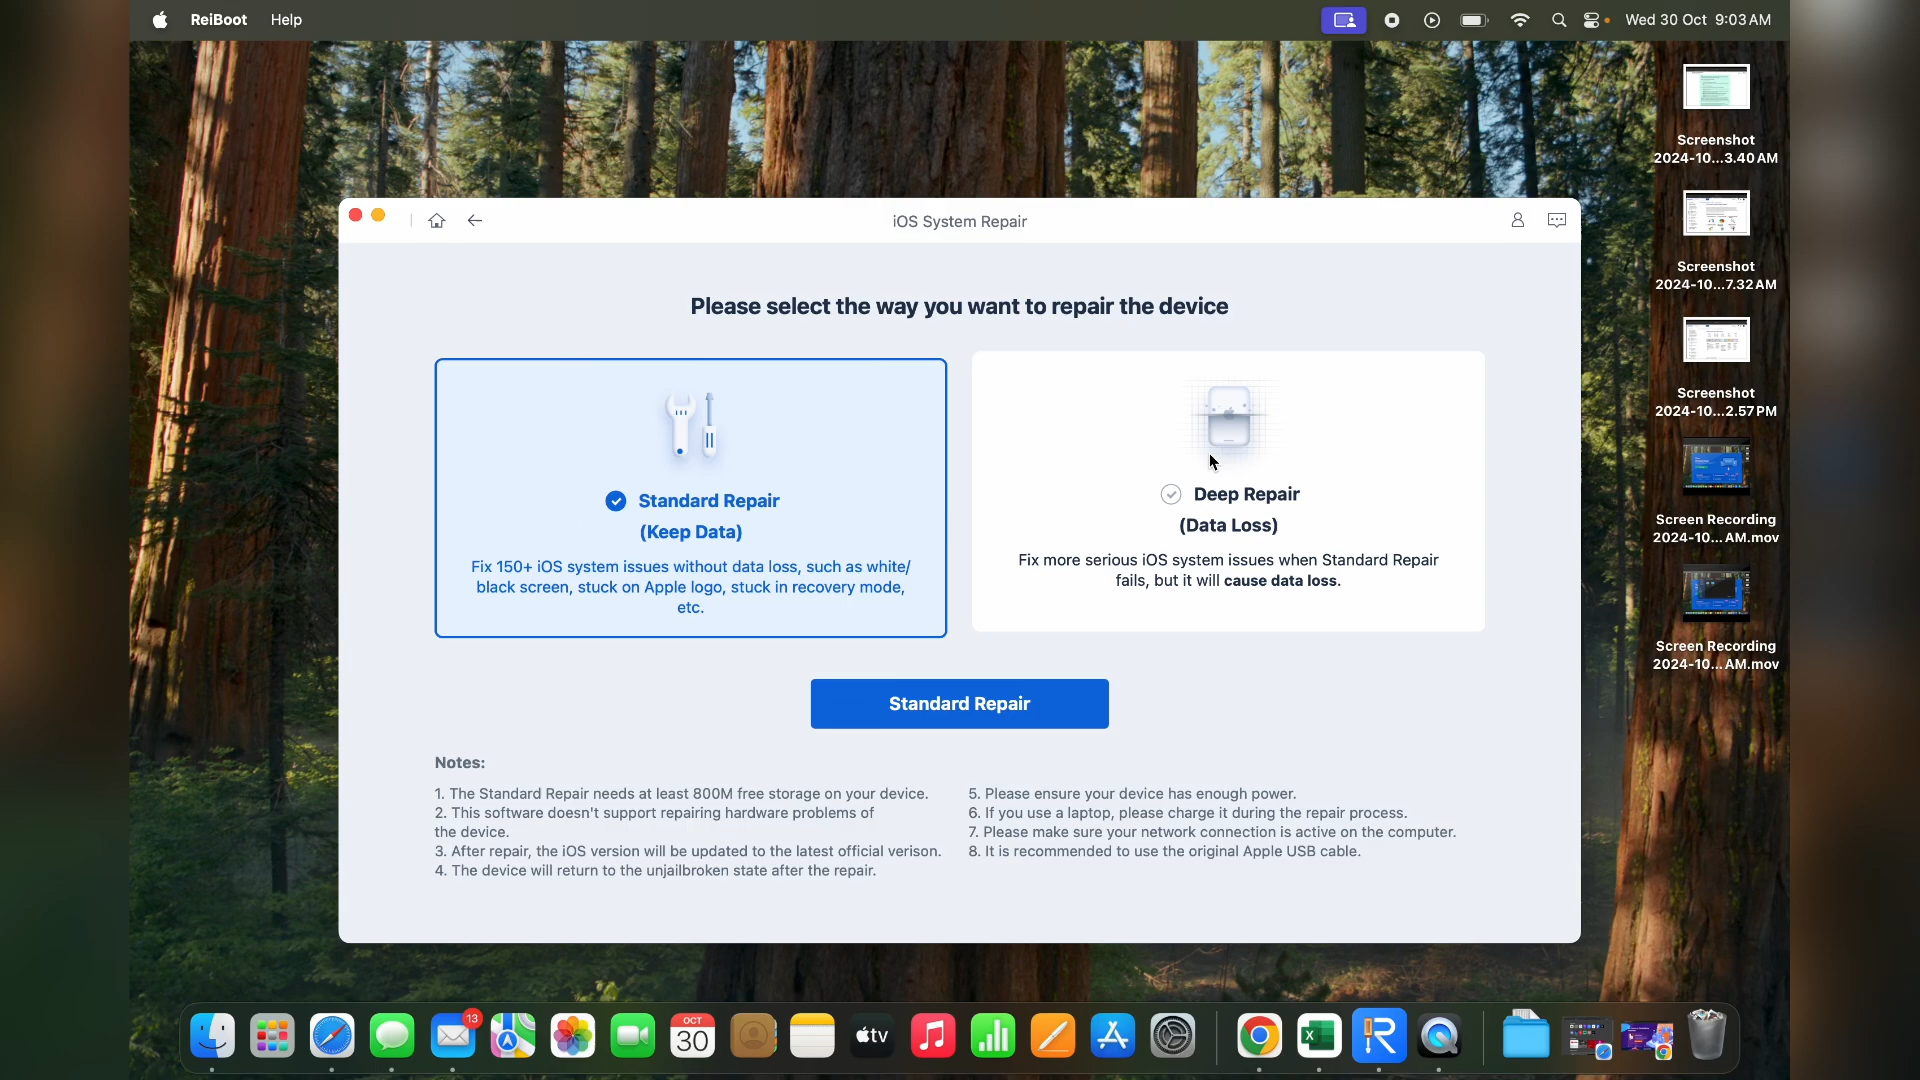 ReiBoot Help
Wed 30 Oct 9:03 AM
Screenshot
2024-10...3.40 AM
Screenshot
2024-10...7.32 AM
Screenshot
2024-10...2.57 PM
Screen Recording
2024-10... AM.mov
Screen Recording
2024-10... AM.mov
iOS System Repair
Please select the way you want to repair the device
Standard Repair
(Keep Data)
Fix 150+ iOS system issues without data loss, such as white/
black screen, stuck on Apple logo, stuck in recovery mode,
etc.
Deep Repair
(Data Loss)
Fix more serious iOS system issues when Standard Repair
fails, but it will cause data loss.
Standard Repair
Notes:
1. The Standard Repair needs at least 800M free storage on your device.
2. This software doesn't support repairing hardware problems of
the device.
3. After repair, the iOS version will be updated to the latest official verison.
4. The device will return to the unjailbroken state after the repair.
5. Please ensure your device has enough power.
6. If you use a laptop, please charge it during the repair process.
7. Please make sure your network connection is active on the computer.
8. It is recommended to use the original Apple USB cable.
13
OCT
30
tv
X
R